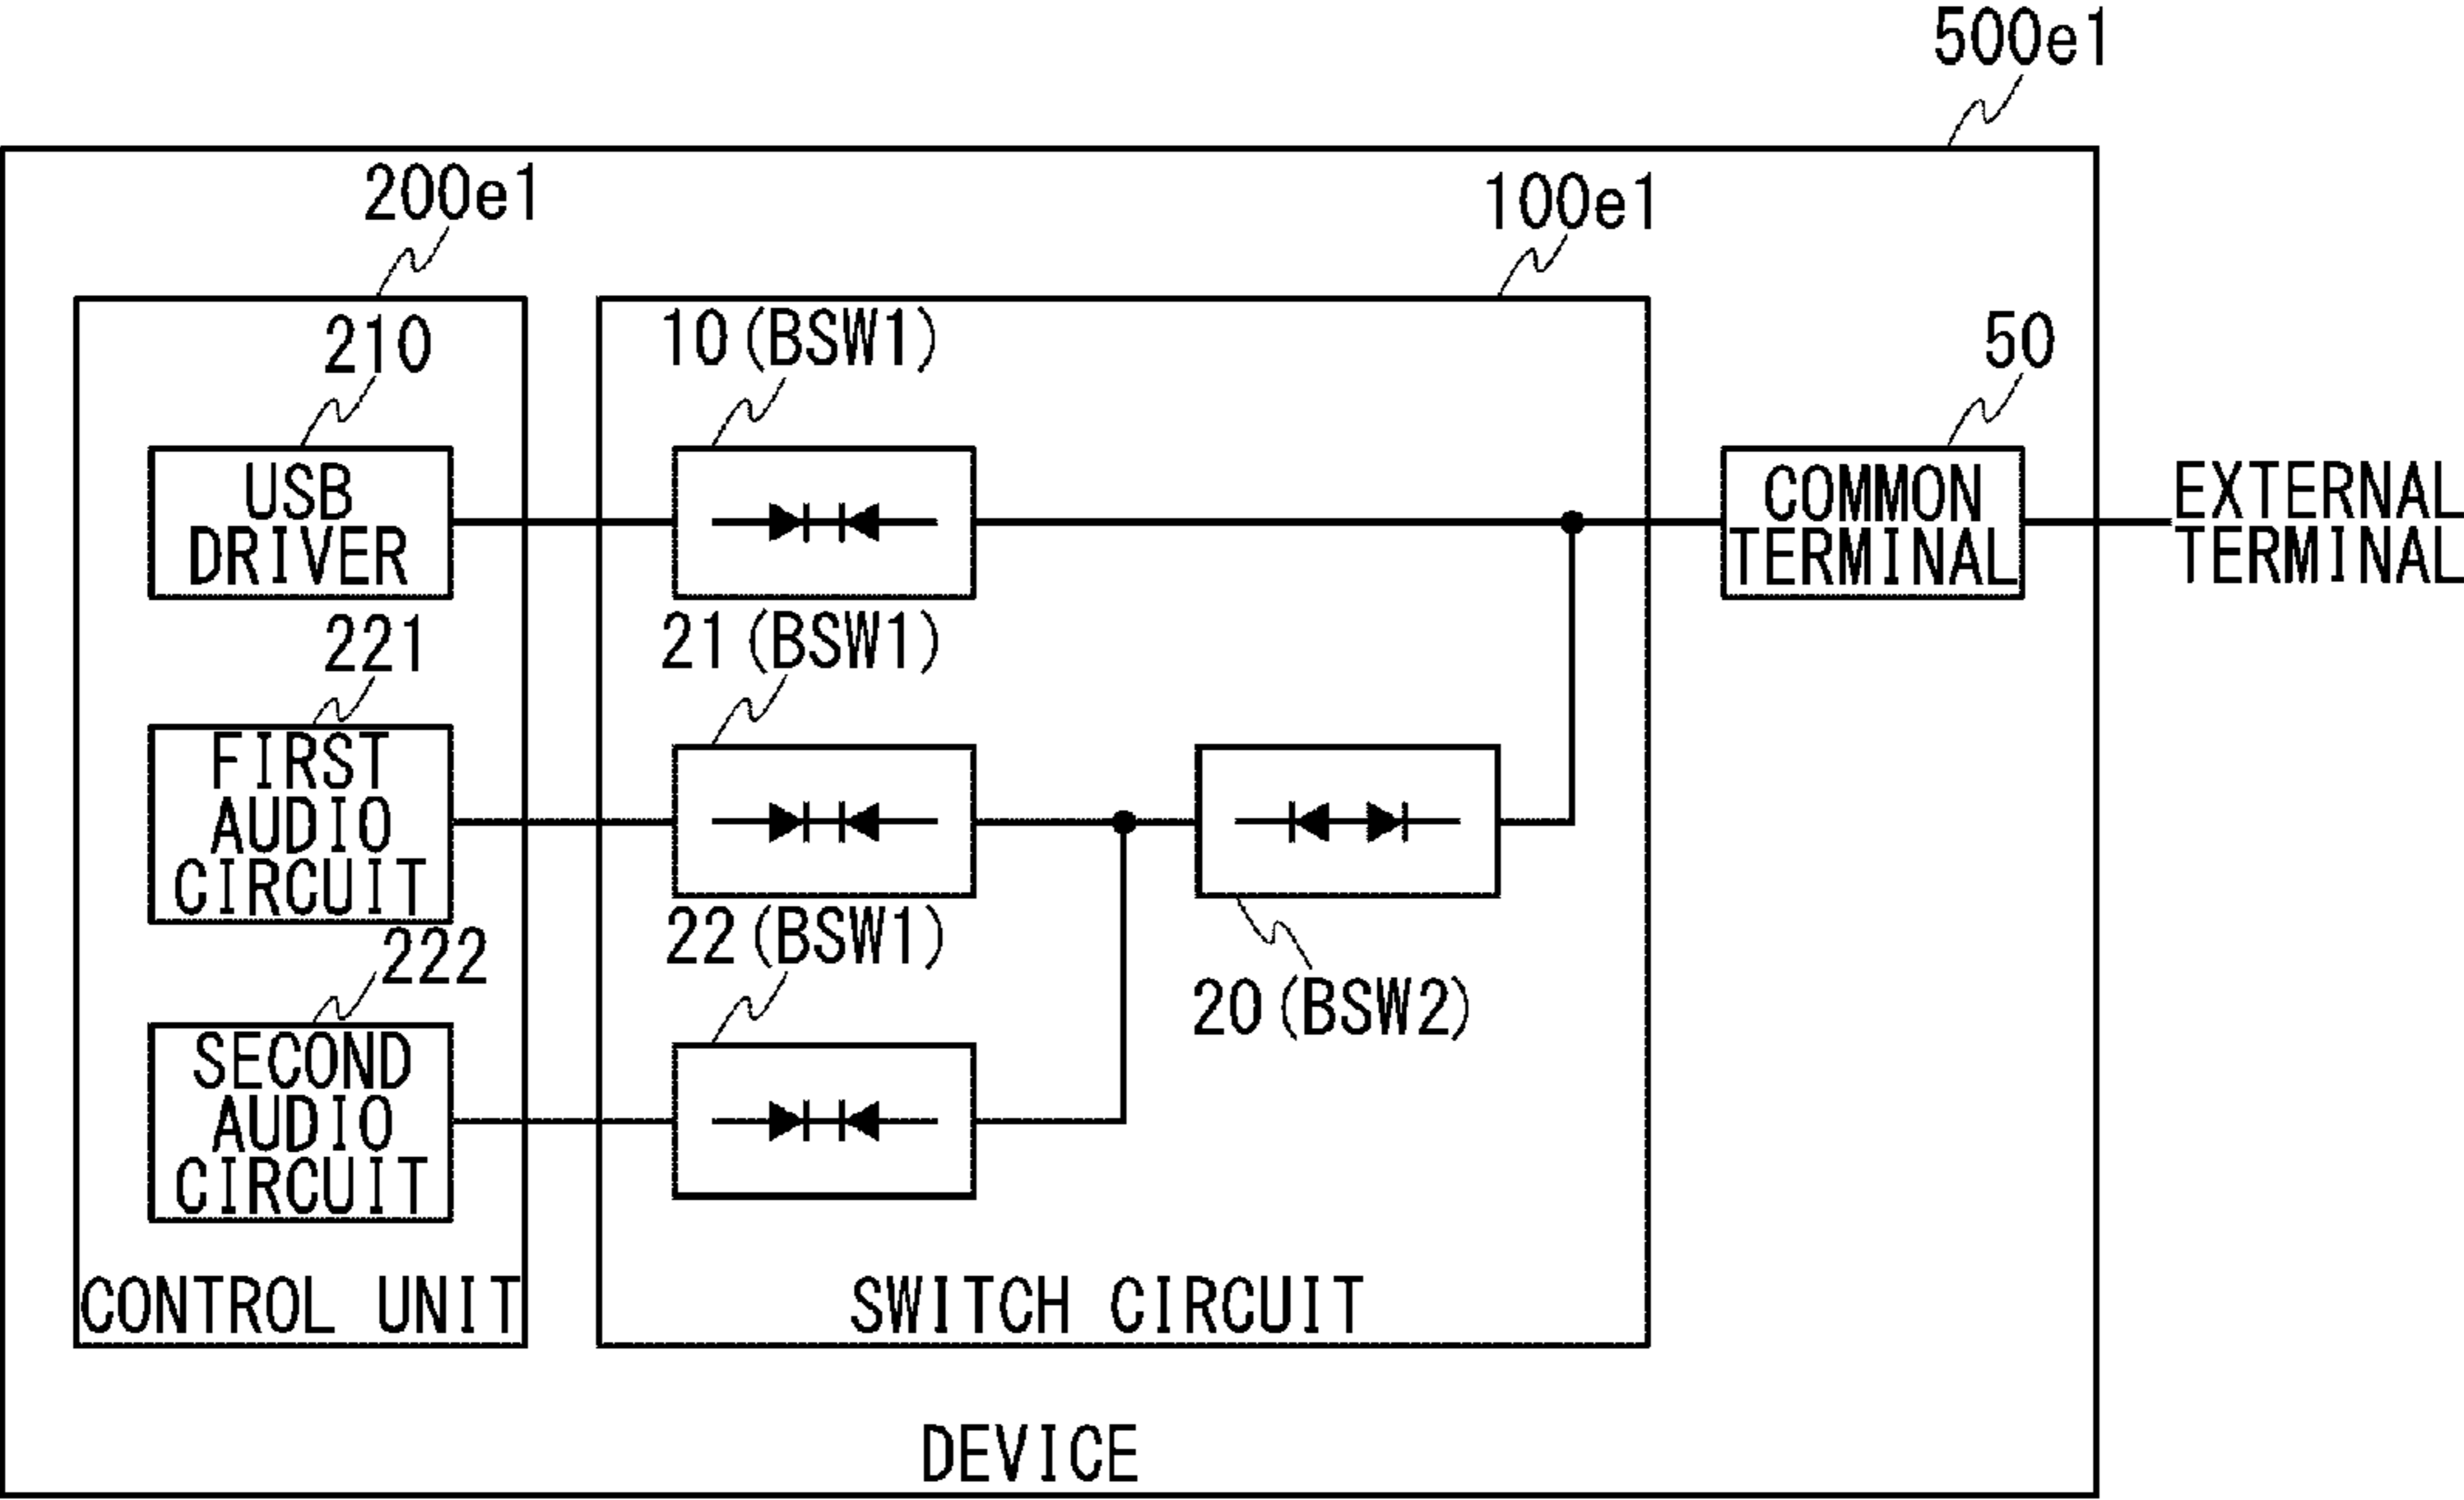 500e1
200e1
100e1
210
10(BSW1)
50
USB
DRIVER
COMMON
TERMINAL
EXTERNAL
TERMINAL
221
21(BSW1)
FIRST
AUDIO
CIRCUIT
222
22(BSW1)
20(BSW2)
SECOND
AUDIO
CIRCUIT
CONTROL UNIT
SWITCH CIRCUIT
DEVICE